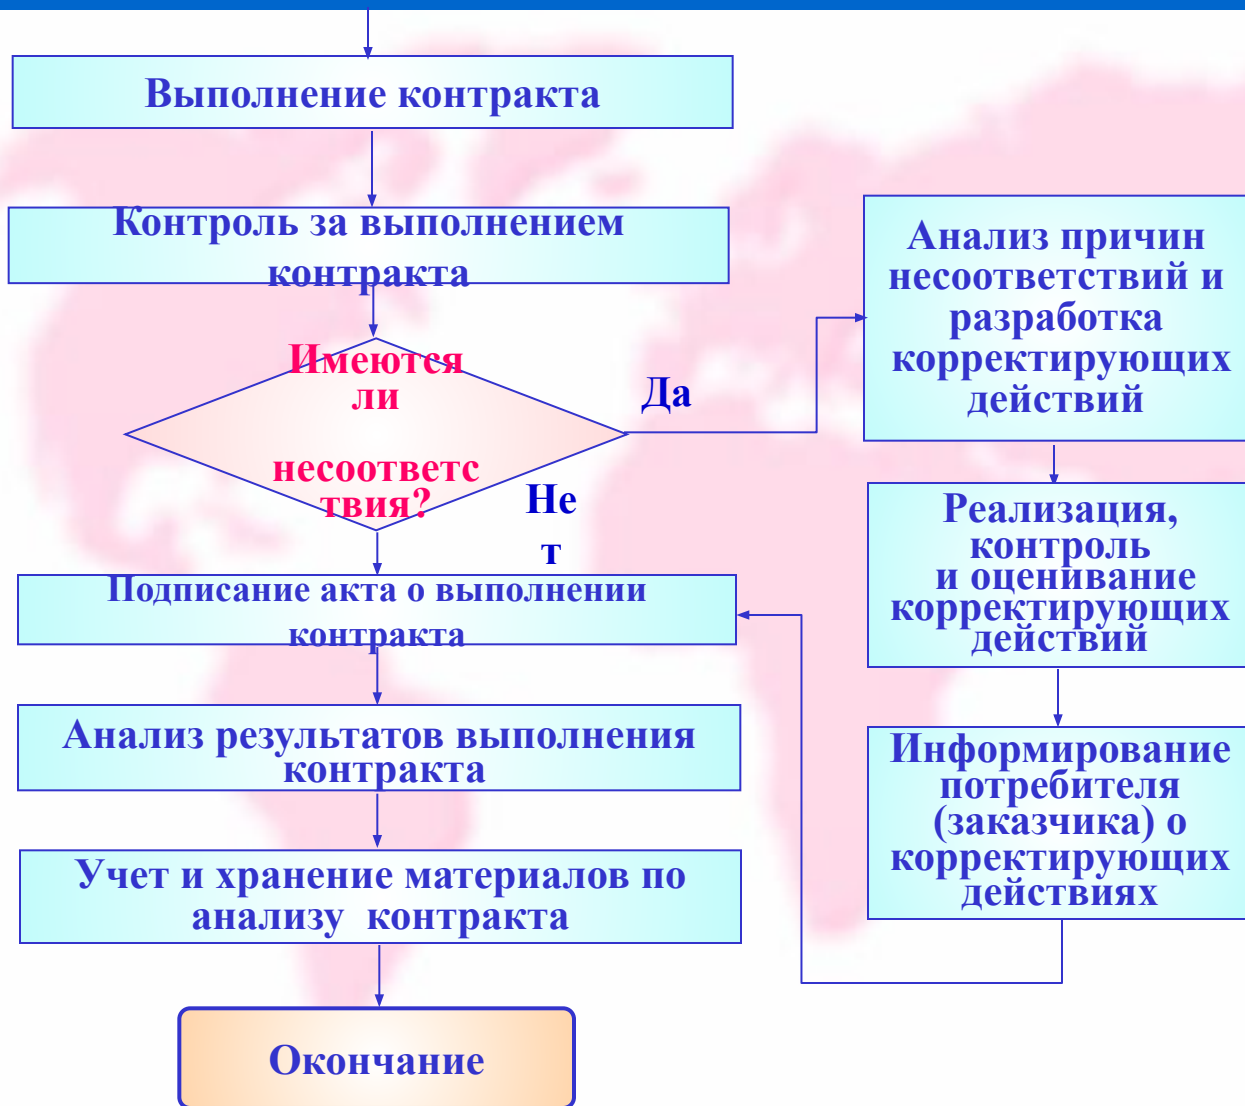 Выполнение контракта
Контроль за выполнением
контракта
Имеются
ли
несоответс
твия?
Да
Не
т
Подписание акта о выполнении
контракта
Анализ результатов выполнения
контракта
Учет и хранение материалов по
анализу контракта
Окончание
Анализ причин
несоответствий и
разработка
корректирующих
действий
Реализация,
контроль
и оценивание
корректирующих
действий
Информирование
потребителя
(заказчика) о
корректирующих
действиях